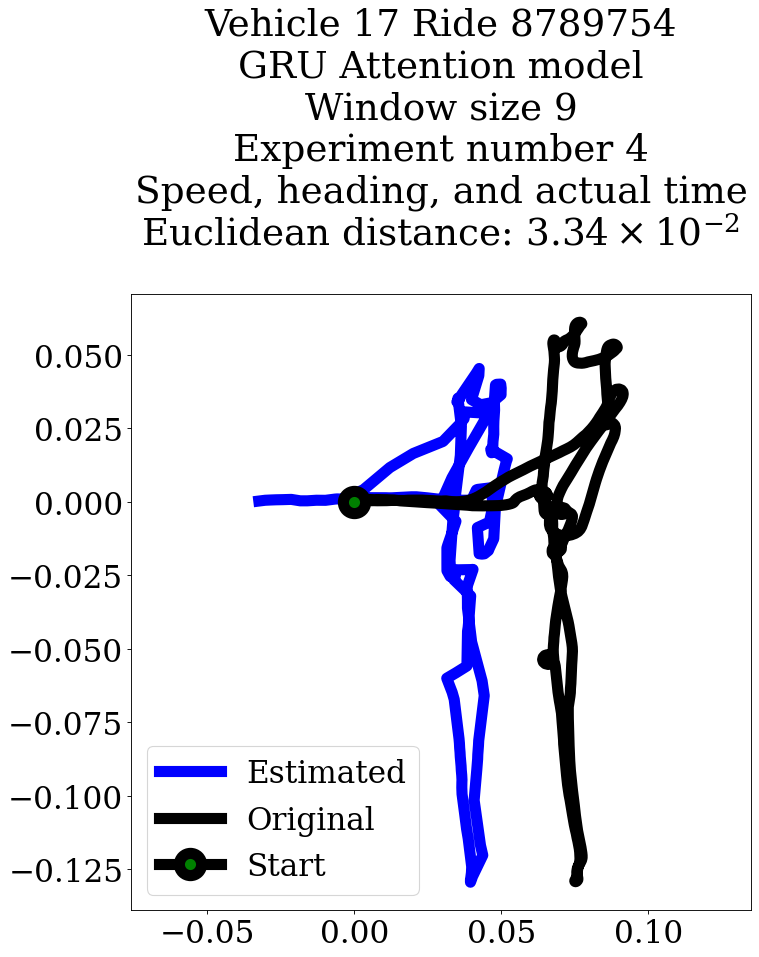 Vehicle 17 Ride 8789754
GRU Attention model
Window size 9
Experiment number 4
Speed, heading, and actual time
Euclidean distance: 3.34 × 10⁻²
0.050
0.025
0.000
−0.025
−0.050
−0.075
−0.100
−0.125
Estimated
Original
Start
−0.05 0.00 0.05 0.10